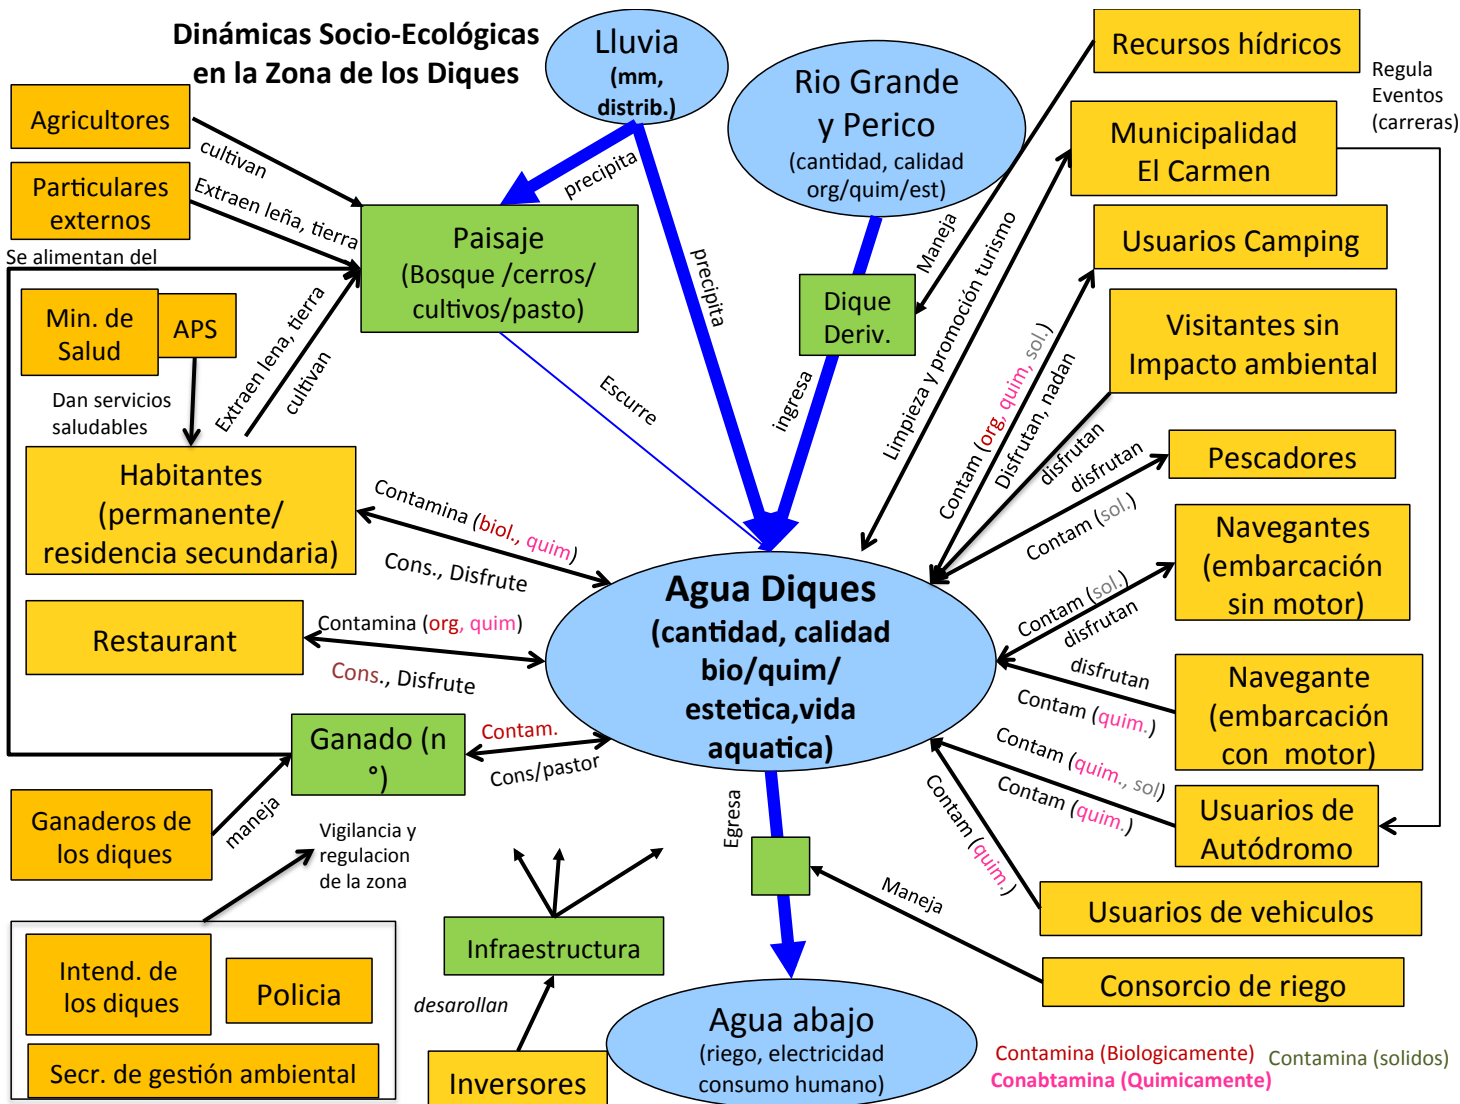 Dinámicas Socio-Ecológicas
en la Zona de los Diques
Lluvia
(mm,
distrib.)
Rio Grande
y Perico
(cantidad, calidad
org/quim/est)
Recursos hídricos
Regula
Eventos
(carreras)
Municipalidad
El Carmen
Agricultores
cultivan
Particulares
externos
Extraen leña, tierra
Se alimentan del
precipita
precipita
Paisaje
(Bosque /cerros/
cultivos/pasto)
Maneja
Dique
Deriv.
Limpieza y promoción turismo
Usuarios Camping
Contam (org, quim, sol.)
Disfrutan, nadan
Visitantes sin
Impacto ambiental
disfrutan
Min. de
Salud
APS
Dan servicios
saludables
Extraen lena, tierra
cultivan
Escurre
ingresa
disfrutan
Contam (sol.)
Pescadores
Habitantes
(permanente/
residencia secundaria)
Contamina (biol., quim)
Cons., Disfrute
Navegantes
(embarcación
sin motor)
Contam (sol.)
disfrutan
Agua Diques
(cantidad, calidad
bio/quim/
estetica,vida
aquatica)
Restaurant
Contamina (org, quim)
Cons., Disfrute
disfrutan
Contam (quim.)
Navegante
(embarcación
con motor)
Ganado (n
°)
Contam.
Cons/pastor
Contam (quim., sol)
Contam (quim.)
Usuarios de
Autódromo
Ganaderos de
los diques
maneja
Vigilancia y
regulacion
de la zona
Egresa
Contam (quim.)
Maneja
Usuarios de vehiculos
Infraestructura
desarollan
Inversores
Consorcio de riego
Intend. de
los diques
Policia
Secr. de gestión ambiental
Agua abajo
(riego, electricidad
consumo humano)
Contamina (Biologicamente)
Contamina (solidos)
Conabtamina (Quimicamente)